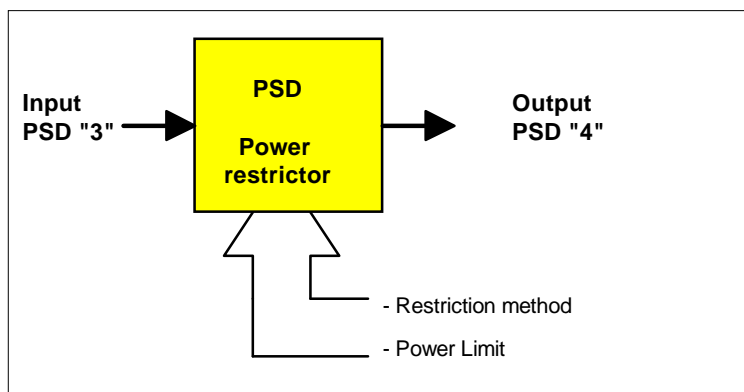 Input
PSD "3"
PSD
Power
restrictor
Output
PSD "4"
- Restriction method
- Power Limit